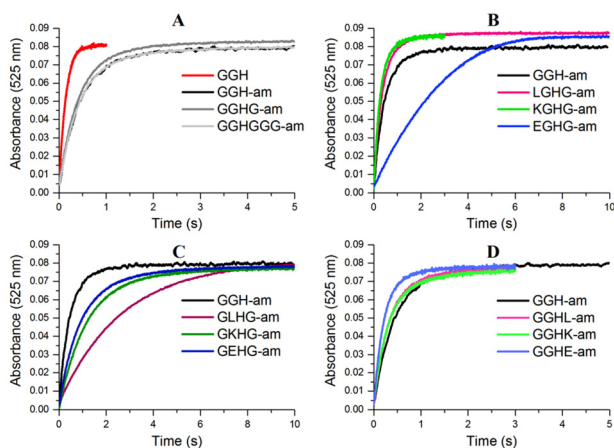 A
Absorbance (525 nm)
0.09
0.08
0.07
0.06
0.05
0.04
0.03
0.02
0.01
0.00
GGH
GGH-am
GGHG-am
GGHGGG-am
0 1 2 3 4 5
Time (s)
B
Absorbance (525 nm)
0.09
0.08
0.07
0.06
0.05
0.04
0.03
0.02
0.01
0.00
GGH-am
LGHG-am
KGHG-am
EGHG-am
0 2 4 6 8 10
Time (s)
C
Absorbance (525 nm)
0.09
0.08
0.07
0.06
0.05
0.04
0.03
0.02
0.01
0.00
GGH-am
GLHG-am
GKHG-am
GEHG-am
0 2 4 6 8 10
Time (s)
D
Absorbance (525 nm)
0.09
0.08
0.07
0.06
0.05
0.04
0.03
0.02
0.01
0.00
GGH-am
GGHL-am
GGHK-am
GGHE-am
0 1 2 3 4 5
Time (s)